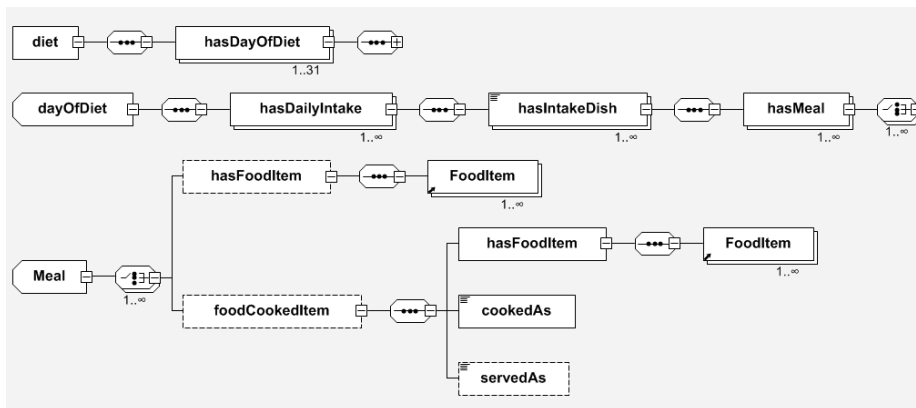 diet
hasDayOfDiet
1..31
dayOfDiet
hasDailyIntake
1..∞
hasIntakeDish
1..∞
hasMeal
1..∞
1..∞
Meal
1..∞
hasFoodItem
FoodItem
1..∞
foodCookedItem
hasFoodItem
FoodItem
1..∞
cookedAs
servedAs